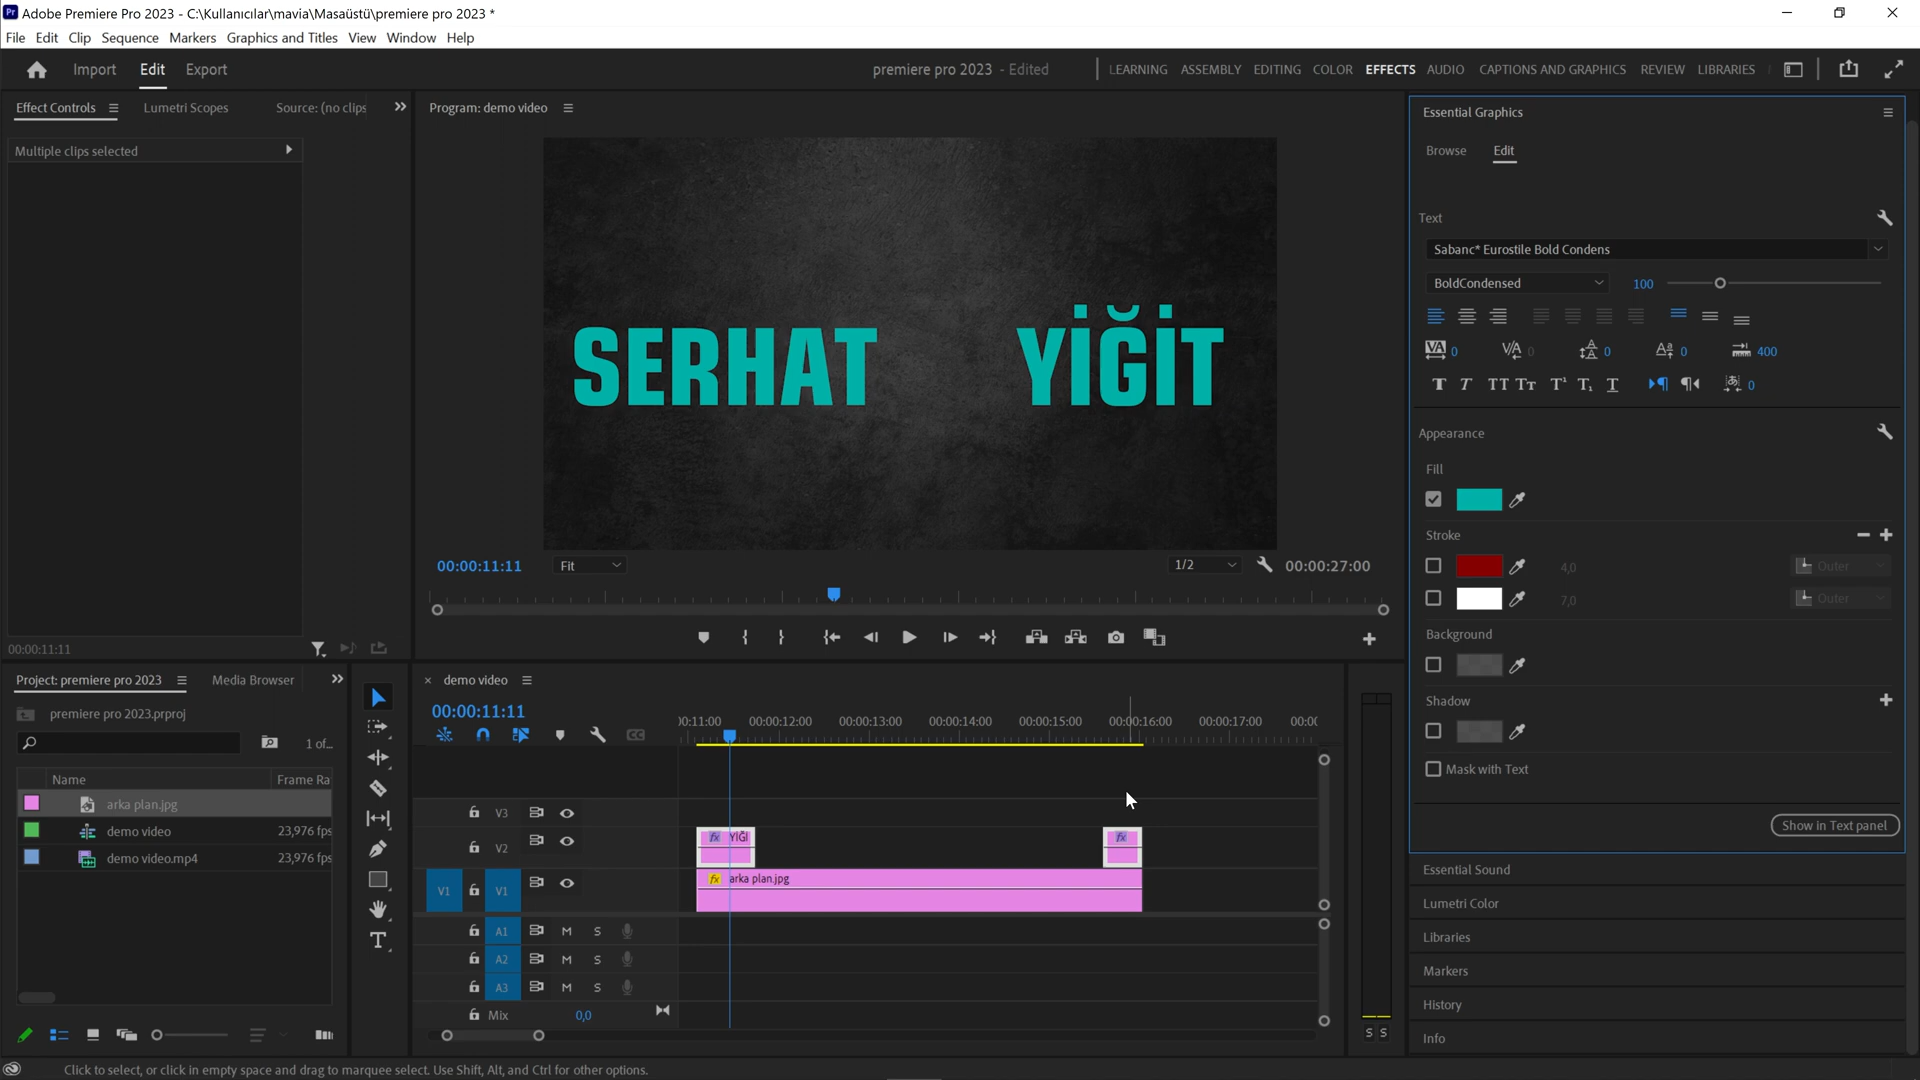 Adobe Premiere Pro 2023 - C:\Kullanıcılar\mavia\Masaüstü\premiere pro 2023 *
File Edit Clip Sequence Markers Graphics and Titles View Window Help
Import Edit Export
premiere pro 2023 - Edited
LEARNING ASSEMBLY EDITING COLOR EFFECTS AUDIO CAPTIONS AND GRAPHICS REVIEW LIBRARIES
Effect Controls Lumetri Scopes Source: (no clips
Multiple clips selected
00:00:11:11
Program: demo video
SERHAT YİĞİT
00:00:11:11 Fit 1/2 00:00:27:00
Essential Graphics
Browse Edit
Text
Sabanc* Eurostile Bold Condens
BoldCondensed 100
0 0 0 0 400
0
Appearance
Fill
Stroke
4,0 Outer
7,0 Outer
Background
Shadow
Mask with Text
Show in Text panel
Essential Sound
Lumetri Color
Libraries
Markers
History
Info
Project: premiere pro 2023 Media Browser
premiere pro 2023.prproj
1 of...
Name Frame Ra
arka plan.jpg
demo video 23,976 fps
demo video.mp4 23,976 fps
demo video
00:00:11:11
00:11:00 00:00:12:00 00:00:13:00 00:00:14:00 00:00:15:00 00:00:16:00 00:00:17:00 00:00
V3
V2 fx YİĞİ fx
V1 V1 fx arka plan.jpg
A1 M S
A2 M S
A3 M S
Mix 0,0
S S
Click to select, or click in empty space and drag to marquee select. Use Shift, Alt, and Ctrl for other options.